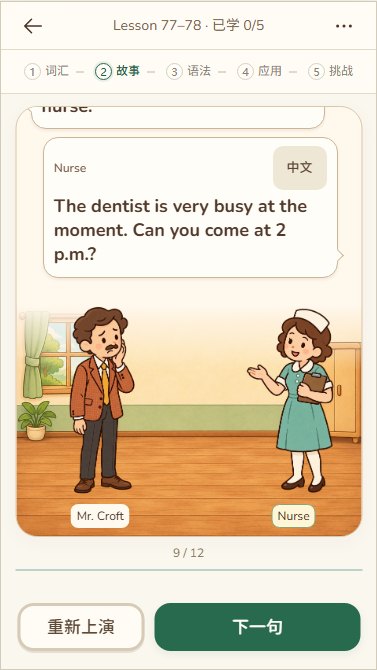 Lesson 77–78 · 已学 0/5
1 词汇 2 故事 3 语法 4 应用 5 挑战
nurse.
Nurse
中文
The dentist is very busy at the
moment. Can you come at 2
p.m.?
Mr. Croft
Nurse
9 / 12
重新上演
下一句